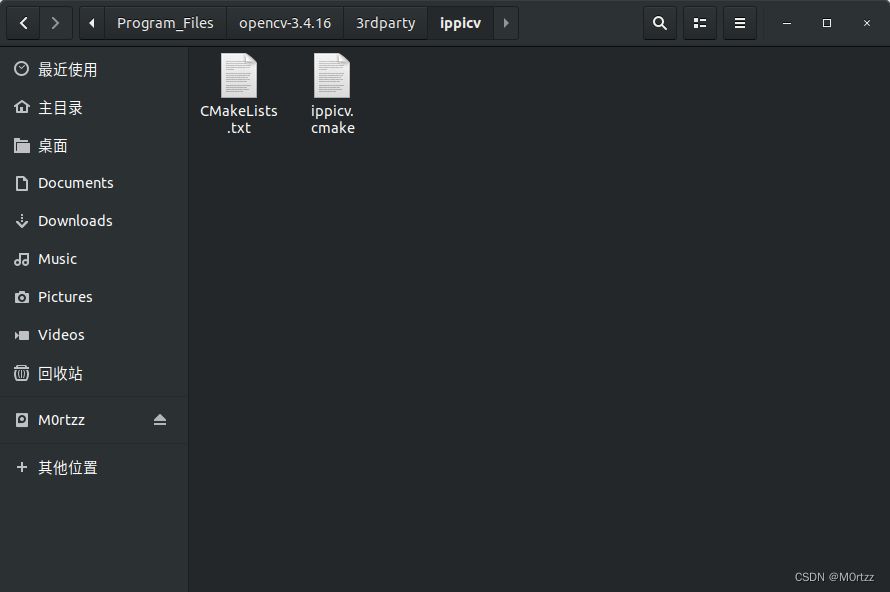 Program_Files opencv-3.4.16 3rdparty ippicv
最近使用
主目录
桌面
Documents
Downloads
Music
Pictures
Videos
回收站
M0rtzz
其他位置
CMakeLists
.txt
ippicv.
cmake
CSDN @M0rtzz